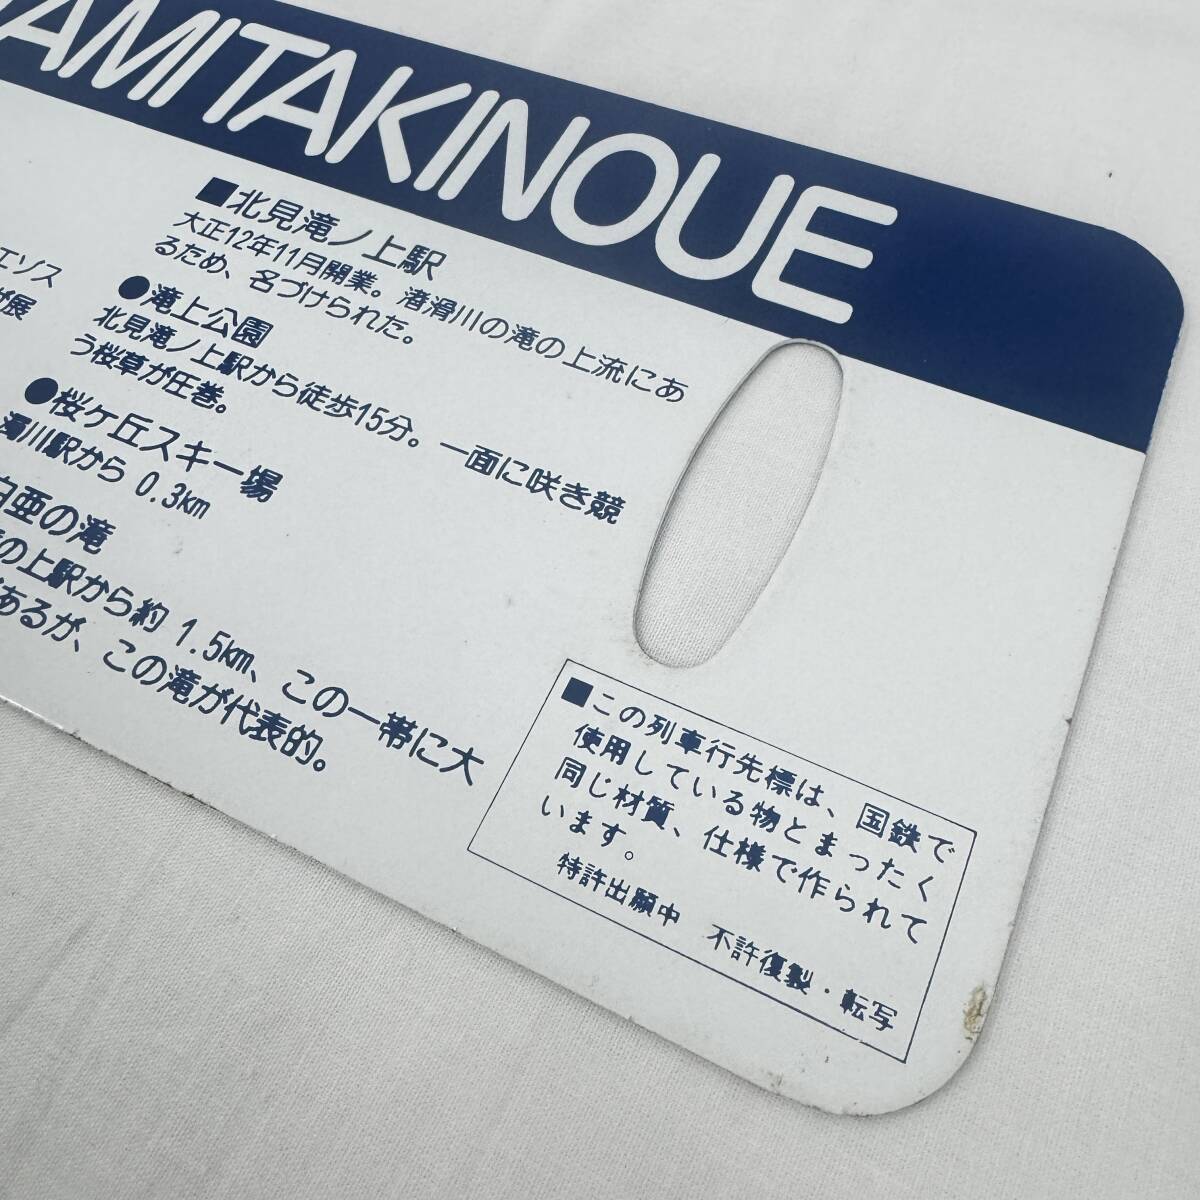 AMITAKINOUE
■北見滝ノ上駅
大正12年11月開業。渚滑川の滝の上流にあ
るため、名づけられた。
●滝上公園
北見滝ノ上駅から徒歩15分。一面に咲き競
う桜草が圧巻。
●桜ケ丘スキー場
滑川駅から 0.3km
白亜の滝
の上駅から約 1.5km、この一帯に大
があるが、この滝が代表的。
エゾス
が展
■この列車行先標は、国鉄で
使用している物とまったく
同じ材質、仕様で作られて
います。
特許出願中 不許復製・転写